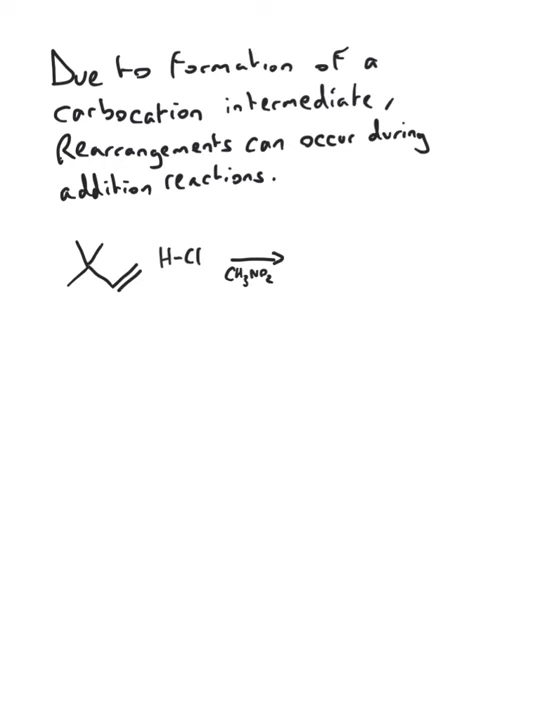 Due to formation of a
carbocation intermediate,
Rearrangements can occur during
addition reactions.
H-Cl
CH₃NO₂